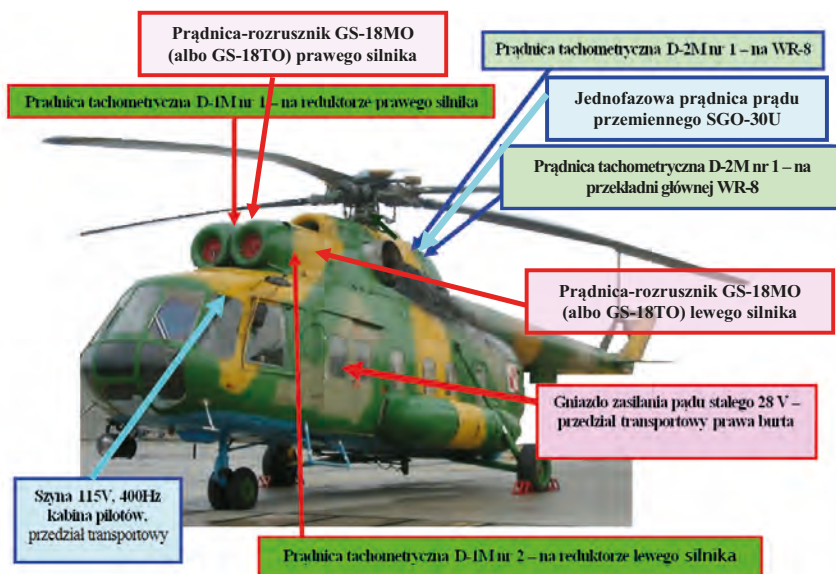 Prądnica-rozrusznik GS-18MO
(albo GS-18TO) prawego silnika
Prądnica tachometryczna D-2M nr 1 – na WR-8
Pradnica tachometryczna D-1M nr 1 – na reduktorze prawego silnika
Jednofazowa prądnica prądu
przemiennego SGO-30U
Prądnica tachometryczna D-2M nr 1 – na
przekładni głównej WR-8
Prądnica-rozrusznik GS-18MO
(albo GS-18TO) lewego silnika
Gniazdo zasilania pądu stalego 28 V –
przedział transportowy prawa burta
Szyna 115V, 400Hz
kabina pilotów,
przedział transportowy
Prądnica tachometryczna D-1M nr 2 – na reduktorze lewego silnika